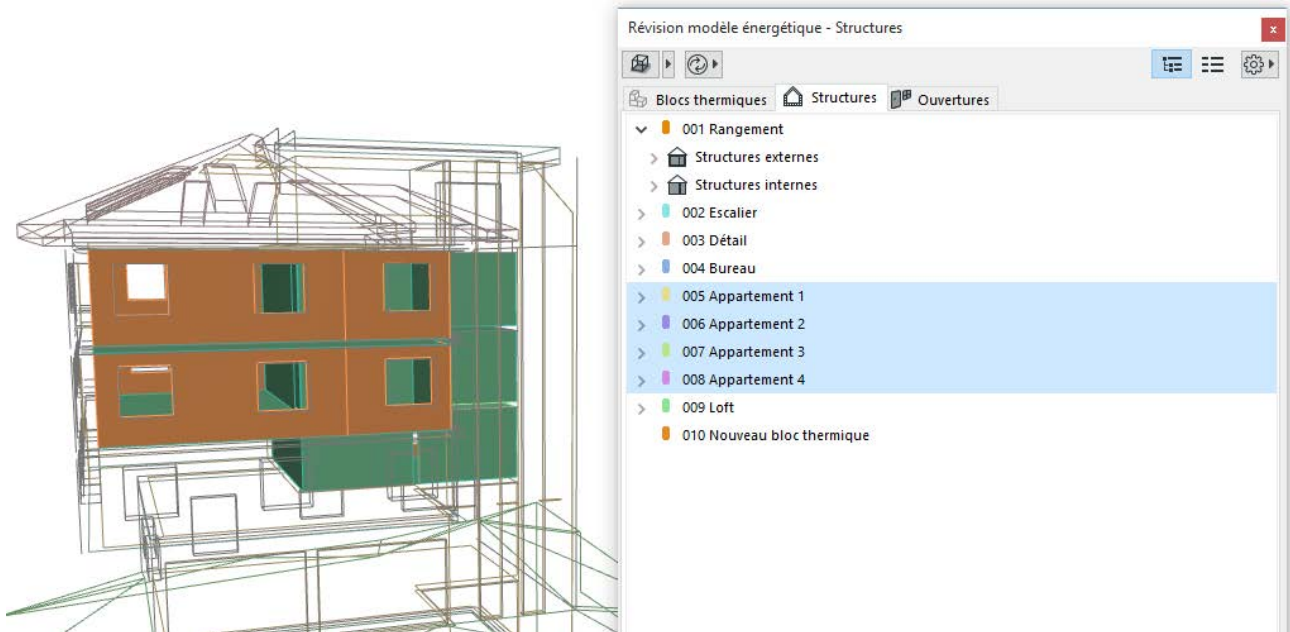 Révision modèle énergétique - Structures
Blocs thermiques Structures Ouvertures
001 Rangement
Structures externes
Structures internes
002 Escalier
003 Détail
004 Bureau
005 Appartement 1
006 Appartement 2
007 Appartement 3
008 Appartement 4
009 Loft
010 Nouveau bloc thermique